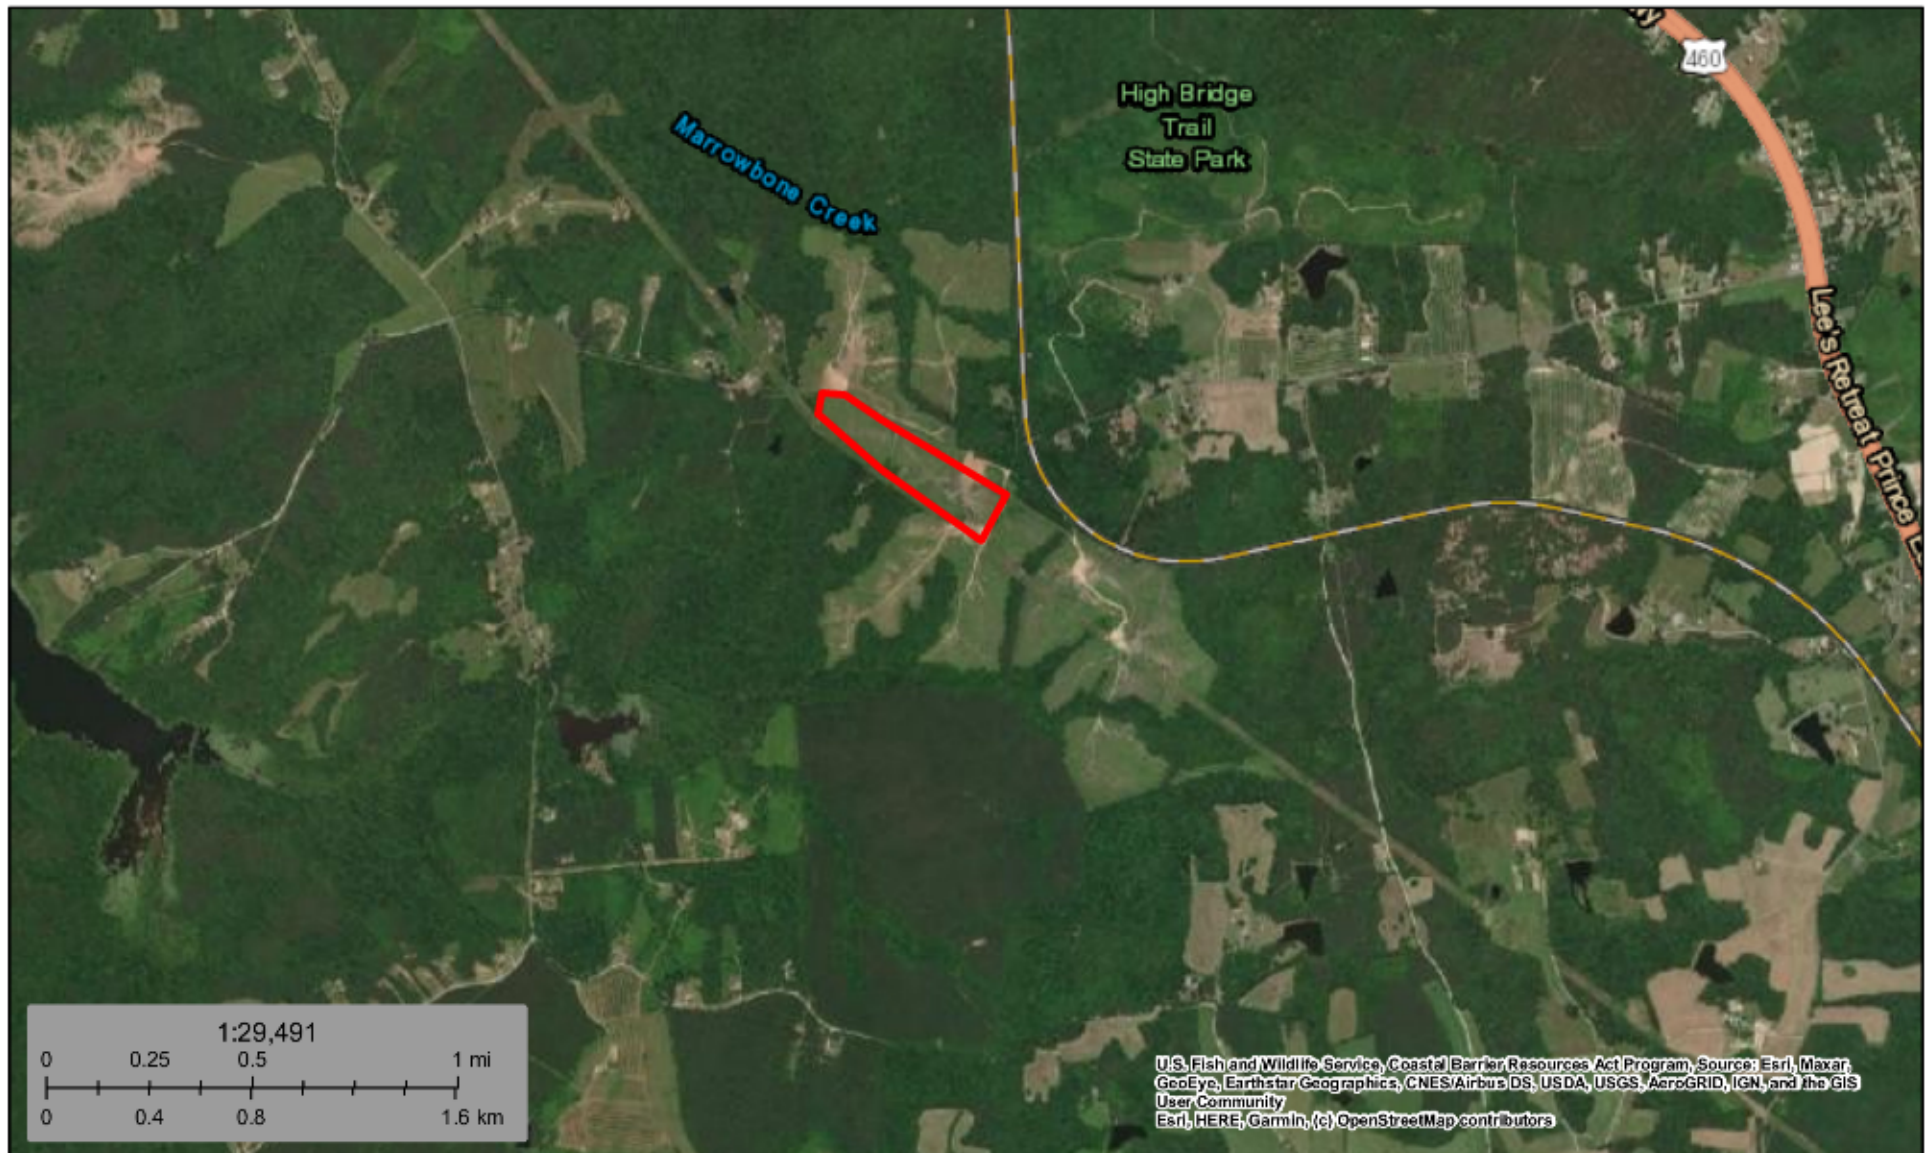 460
High Bridge
Trail
State Park
Marrowbone Creek
Lee's Retreat Prince
1:29,491
0 0.25 0.5 1 mi
0 0.4 0.8 1.6 km
U.S. Fish and Wildlife Service, Coastal Barrier Resources Act Program, Source: Esri, Maxar,
GeoEye, Earthstar Geographics, CNES/Airbus DS, USDA, USGS, AeroGRID, IGN, and the GIS
User Community
Esri, HERE, Garmin, (c) OpenStreetMap contributors